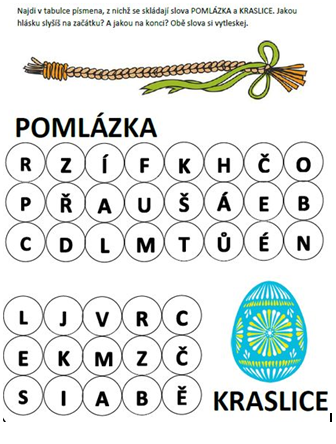 Najdi v tabulce písmena, z nichž se skládají slova POMLÁZKA a KRASLICE. Jakou
hlásku slyšíš na začátku? A jakou na konci? Obě slova si vytleskej.
POMLÁZKA
R Z Í F K H Č O
P Ř A U Š Á E B
C D L M T Ů É N
L J V R C
E K M Z Č
S I A B Ě
KRASLICE